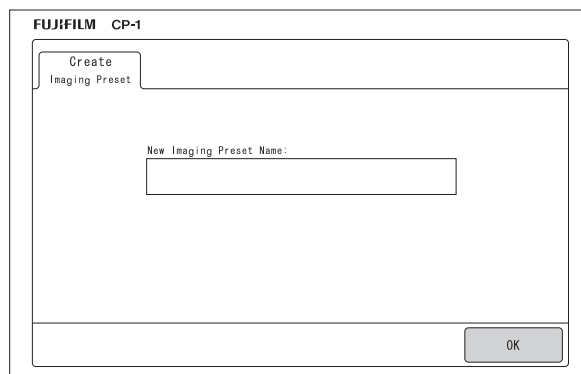 FUJIFILM CP-1
Create
Imaging Preset
New Imaging Preset Name:
OK